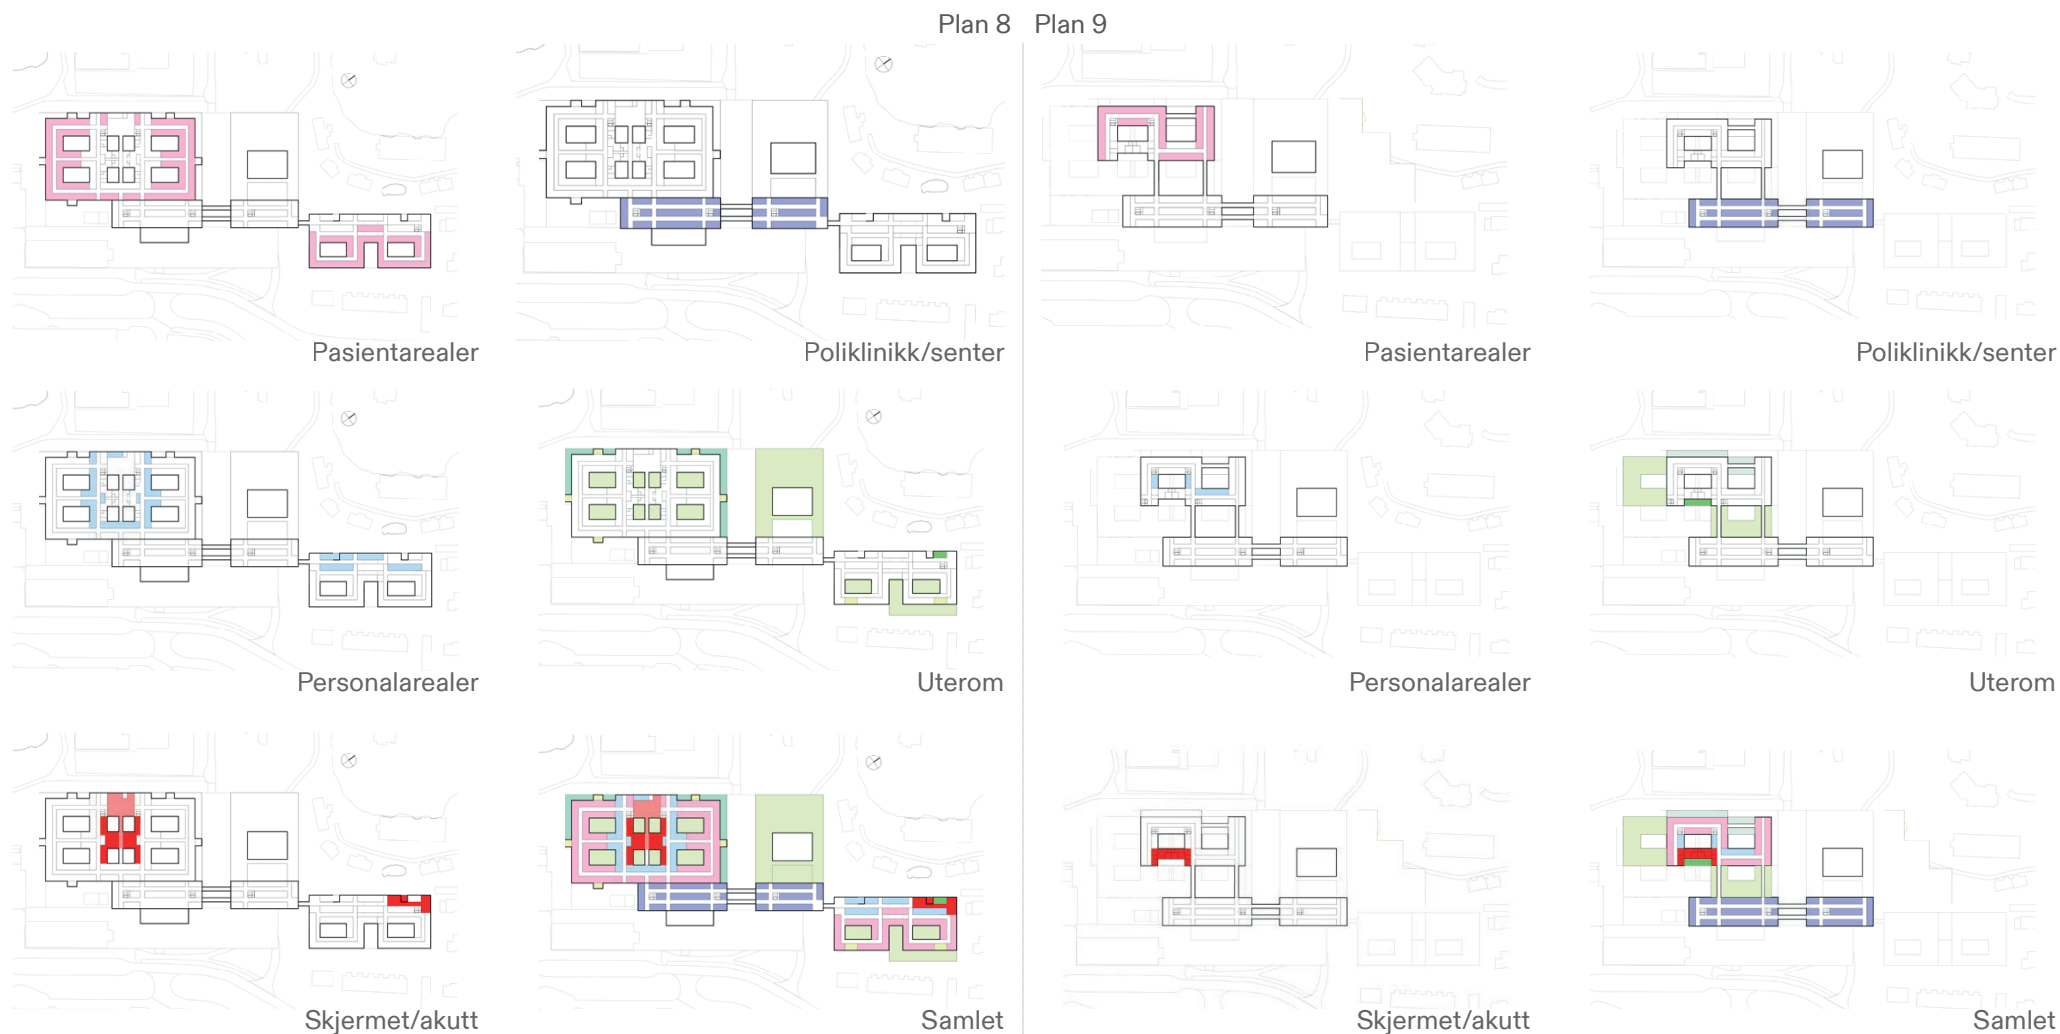 Plan 8
Plan 9
Pasientarealer
Poliklinikk/senter
Pasientarealer
Poliklinikk/senter
Personalarealer
Uterom
Personalarealer
Uterom
Skjermet/akutt
Samlet
Skjermet/akutt
Samlet